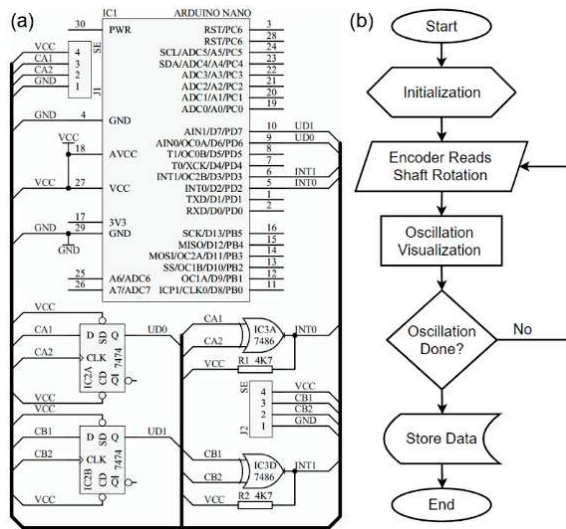 (a)
IC1
ARDUINO NANO
30
PWR
RST/PC6
3
RST/PC6
28
SCL/ADC5/A5/PC5
24
SDA/ADC4/A4/PC4
23
ADC3/A3/PC3
22
ADC2/A2/PC2
21
ADC1/A1/PC1
20
ADC0/A0/PC0
19
VCC
4
SE
CA1
3
CA2
2
GND
1
J1
GND
4
GND
AIN1/D7/PD7
10
UD1
AIN0/OC0A/D6/PD6
9
UD0
VCC
18
AVCC
T1/OC0B/D5/PD5
8
T0/XCK/D4/PD4
7
INT1/OC2B/D3/PD3
6
INT1
VCC
27
VCC
INT0/D2/PD2
5
INT0
TXD/D1/PD1
1
RXD/D0/PD0
2
17
3V3
GND
29
GND
GND
SCK/D13/PB5
16
MISO/D12/PB4
15
MOSI/OC2A/D11/PB3
14
SS/OC1B/D10/PB2
13
25
A6/ADC6
OC1A/D9/PB1
12
26
A7/ADC7
ICP1/CLK0/D8/PB0
11
VCC
CA1
D
SD
Q
UD0
CA2
CLK
CD
QI
IC2A
7474
VCC
VCC
CB1
D
SD
Q
UD1
CB2
CLK
CD
QI
IC2B
7474
VCC
CA1
IC3A
INT0
CA2
7486
VCC
R1 4K7
SE
4
VCC
3
CB1
2
CB2
1
GND
J2
CB1
IC3D
INT1
CB2
7486
VCC
R2 4K7
(b)
Start
Initialization
Encoder Reads
Shaft Rotation
Oscillation
Visualization
Oscillation
Done?
No
Store Data
End